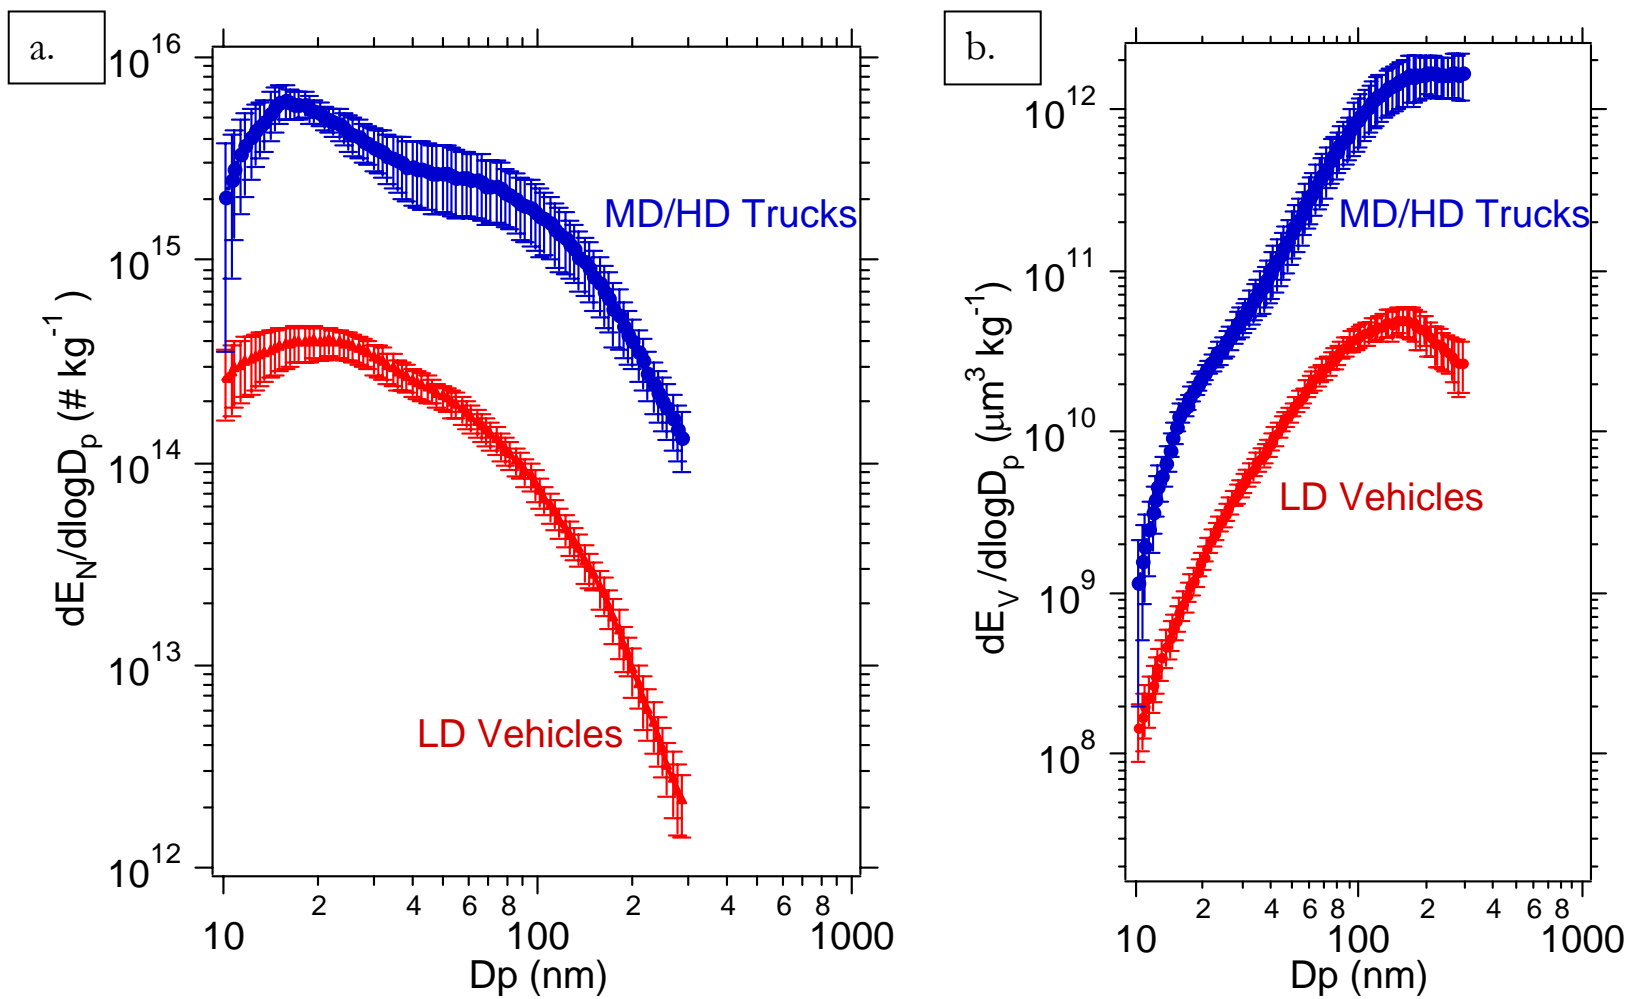 a.
10^16
10^15
10^14
10^13
10^12
dE_N/dlogD_p (# kg^-1 )
MD/HD Trucks
LD Vehicles
2 4 6 8 2 4 6 8
10 100 1000
Dp (nm)
b.
10^12
10^11
10^10
10^9
10^8
dE_V /dlogD_p (μm^3 kg^-1)
MD/HD Trucks
LD Vehicles
2 4 6 8 2 4 6 8
10 100 1000
Dp (nm)